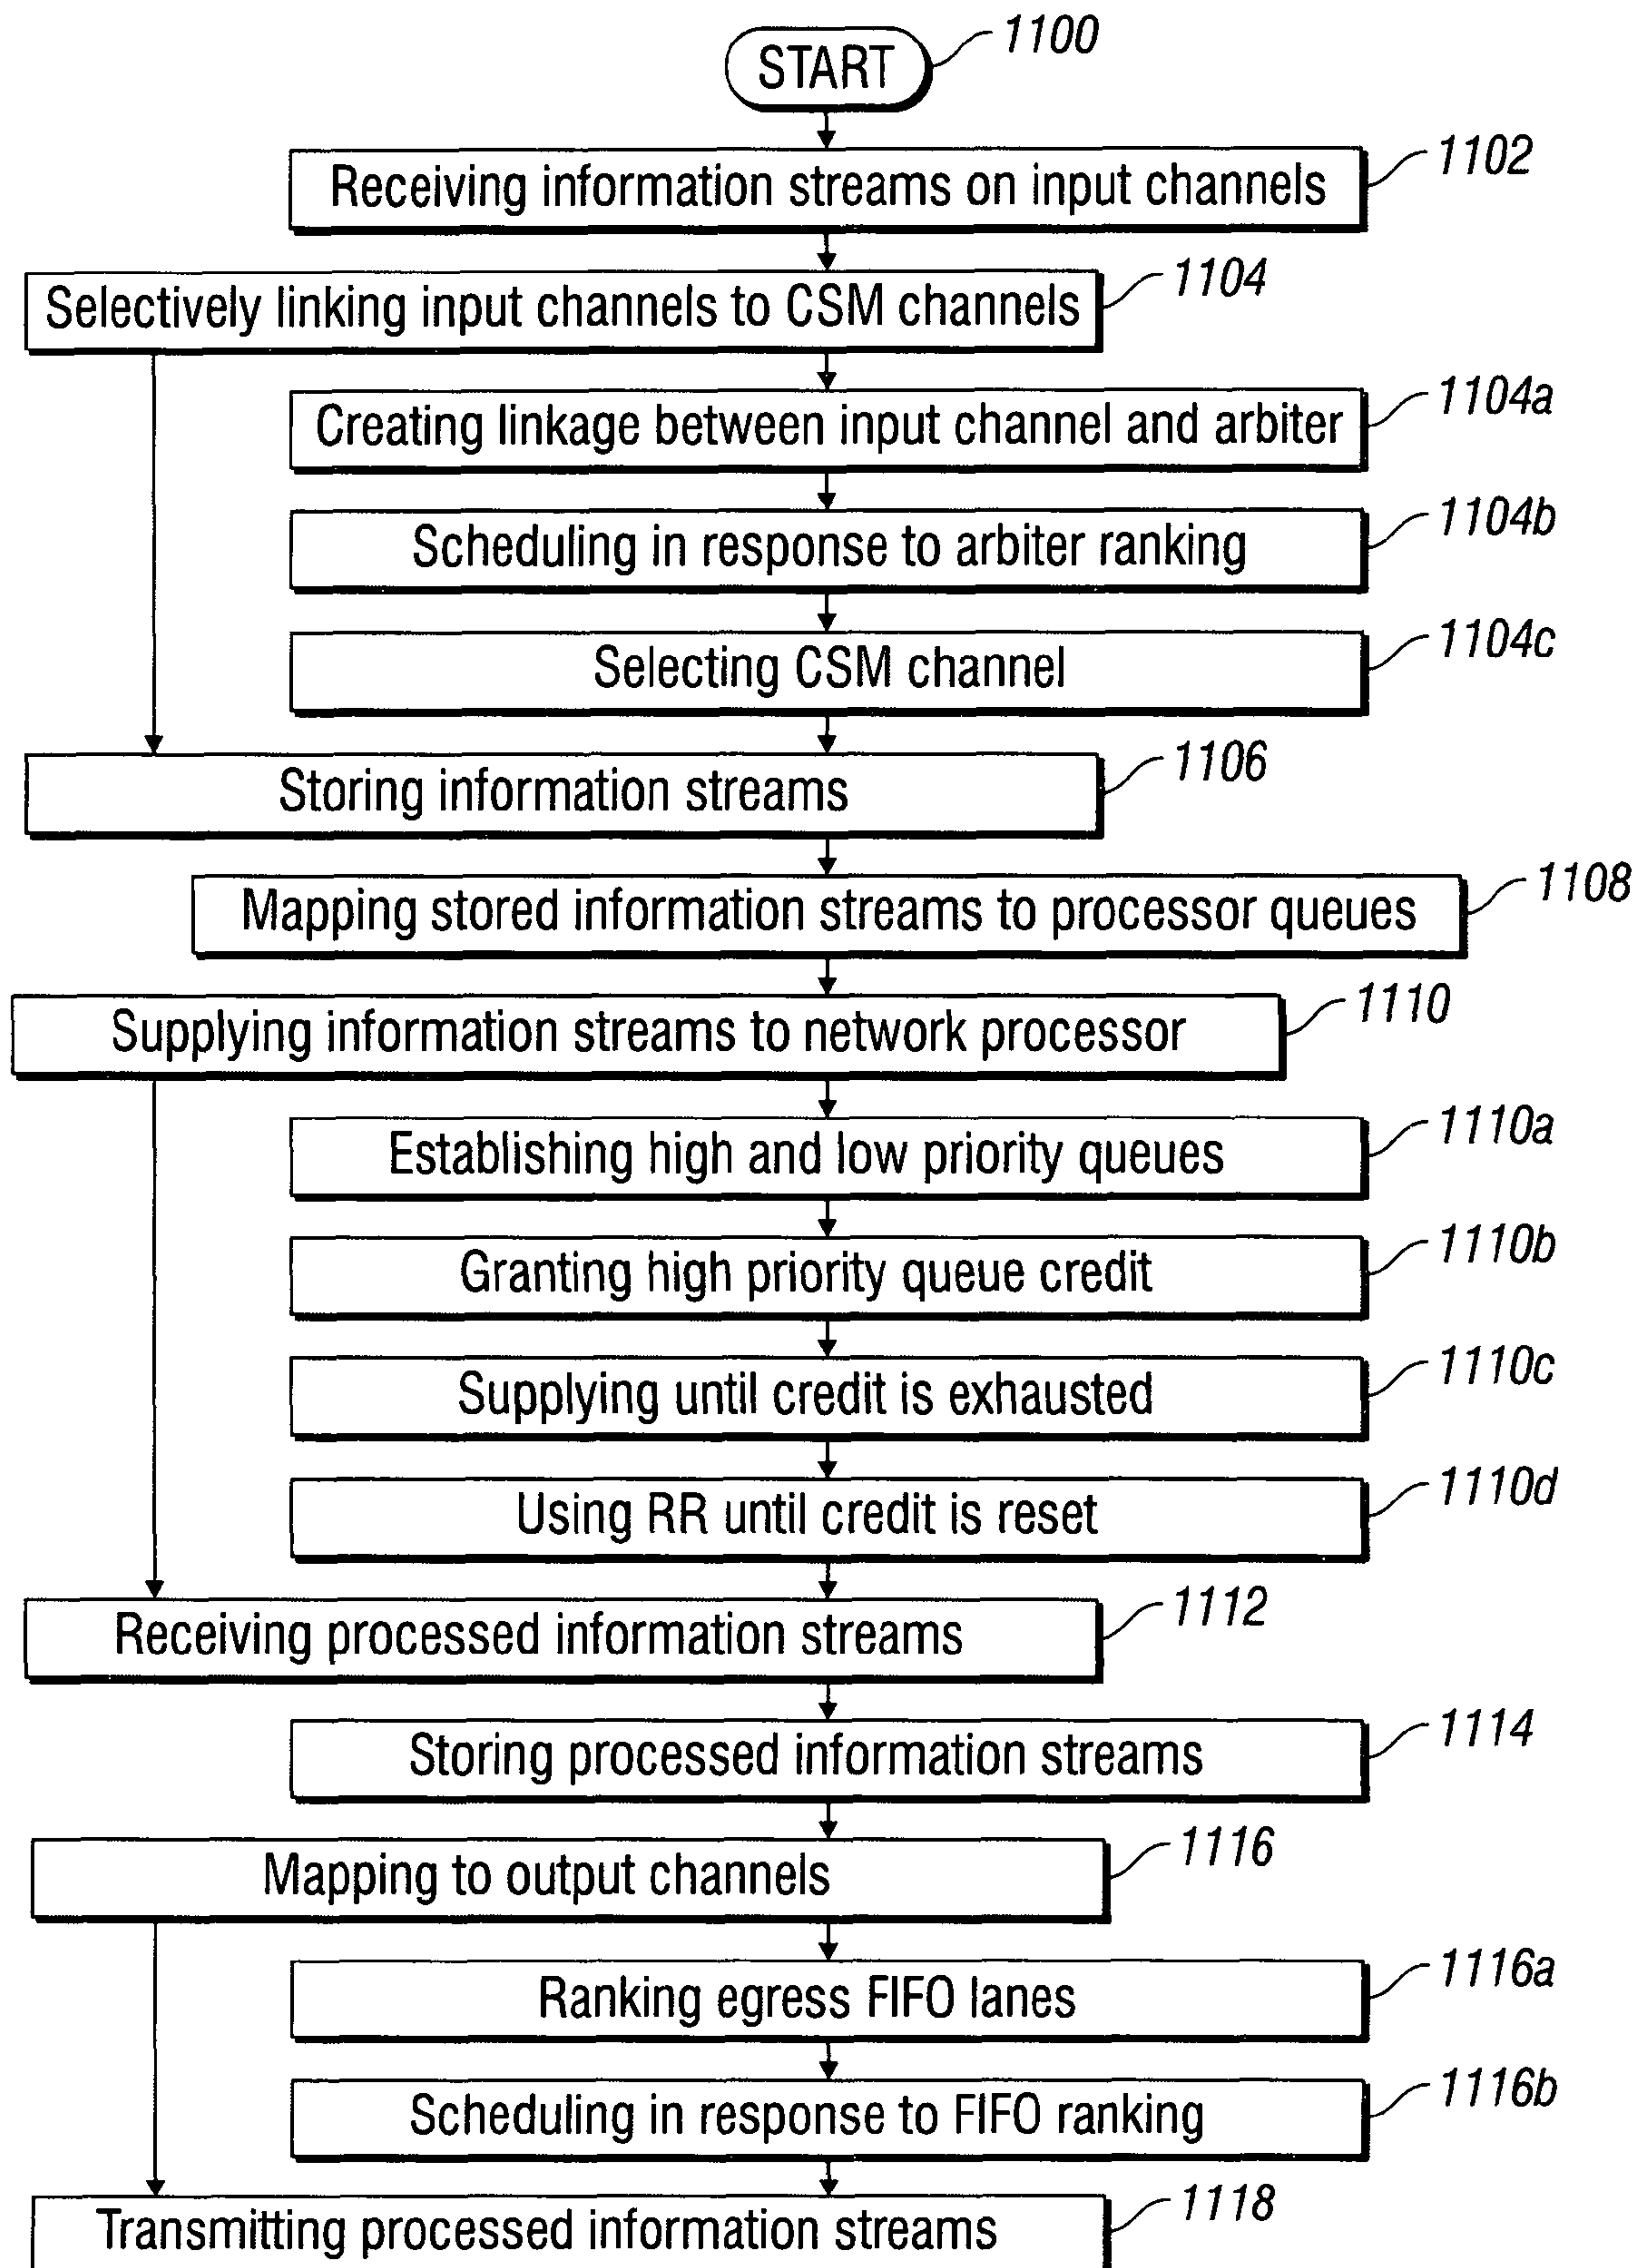 START 1100
Receiving information streams on input channels 1102
Selectively linking input channels to CSM channels 1104
Creating linkage between input channel and arbiter 1104a
Scheduling in response to arbiter ranking 1104b
Selecting CSM channel 1104c
Storing information streams 1106
Mapping stored information streams to processor queues 1108
Supplying information streams to network processor 1110
Establishing high and low priority queues 1110a
Granting high priority queue credit 1110b
Supplying until credit is exhausted 1110c
Using RR until credit is reset 1110d
Receiving processed information streams 1112
Storing processed information streams 1114
Mapping to output channels 1116
Ranking egress FIFO lanes 1116a
Scheduling in response to FIFO ranking 1116b
Transmitting processed information streams 1118